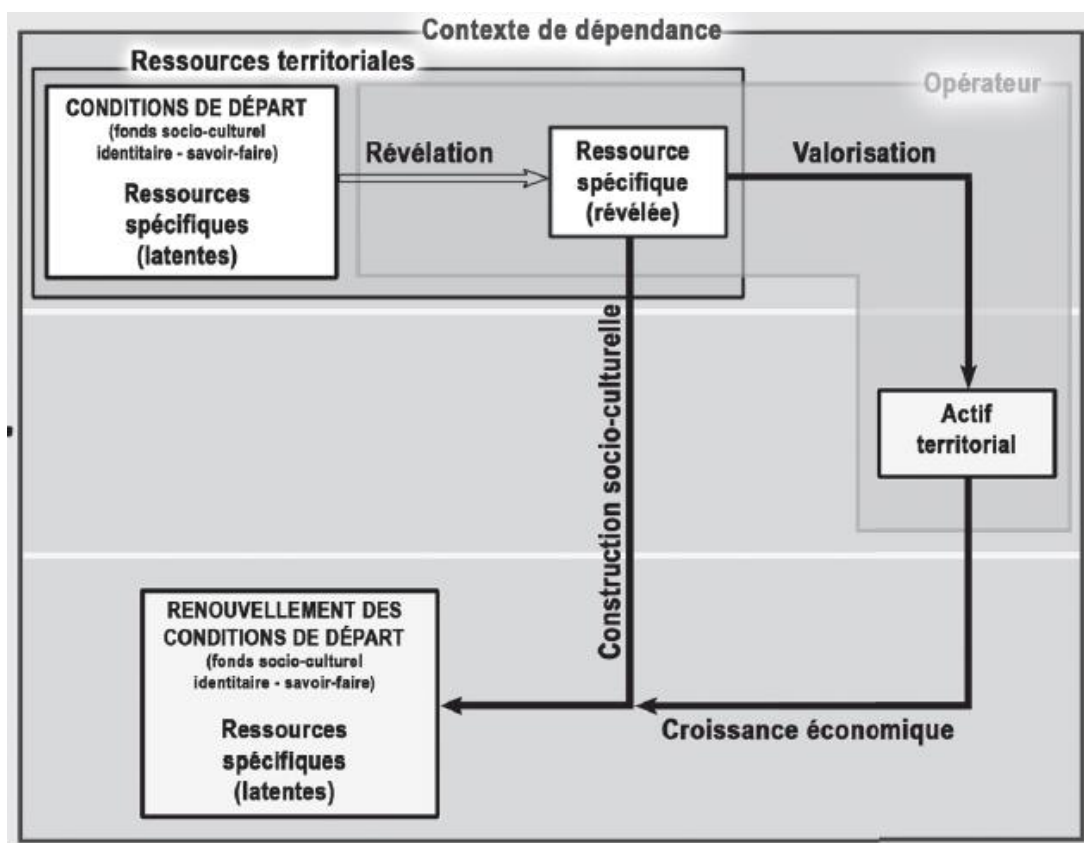 Contexte de dépendance
Ressources territoriales
Opérateur
CONDITIONS DE DÉPART
(fonds socio-culturel
identitaire - savoir-faire)
Ressources
spécifiques
(latentes)
Révélation
Ressource
spécifique
(révélée)
Valorisation
Construction socio-culturelle
Actif
territorial
RENOUVELLEMENT DES
CONDITIONS DE DÉPART
(fonds socio-culturel
identitaire - savoir-faire)
Ressources
spécifiques
(latentes)
Croissance économique